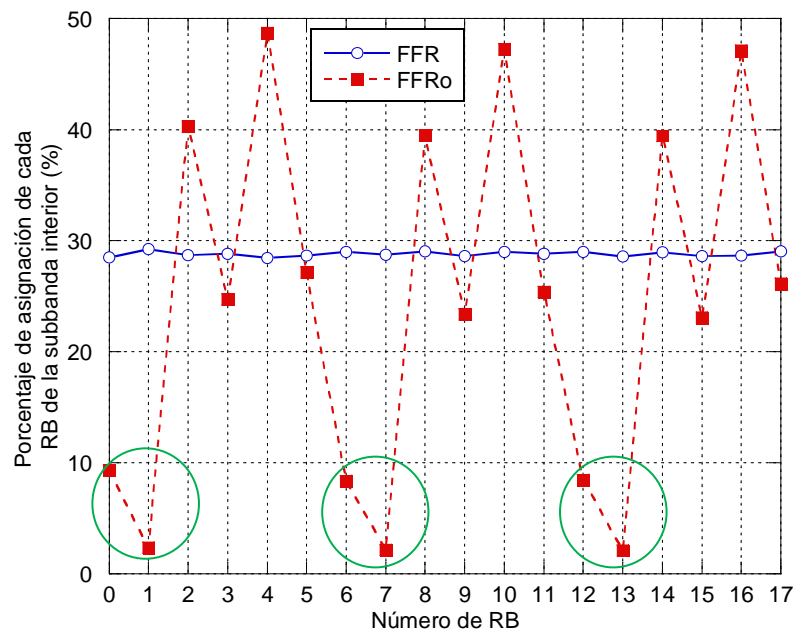 50
40
30
20
10
0
Porcentaje de asignación de cada
RB de la subbanda interior (%)
FFR
FFRo
0 1 2 3 4 5 6 7 8 9 10 11 12 13 14 15 16 17
Número de RB